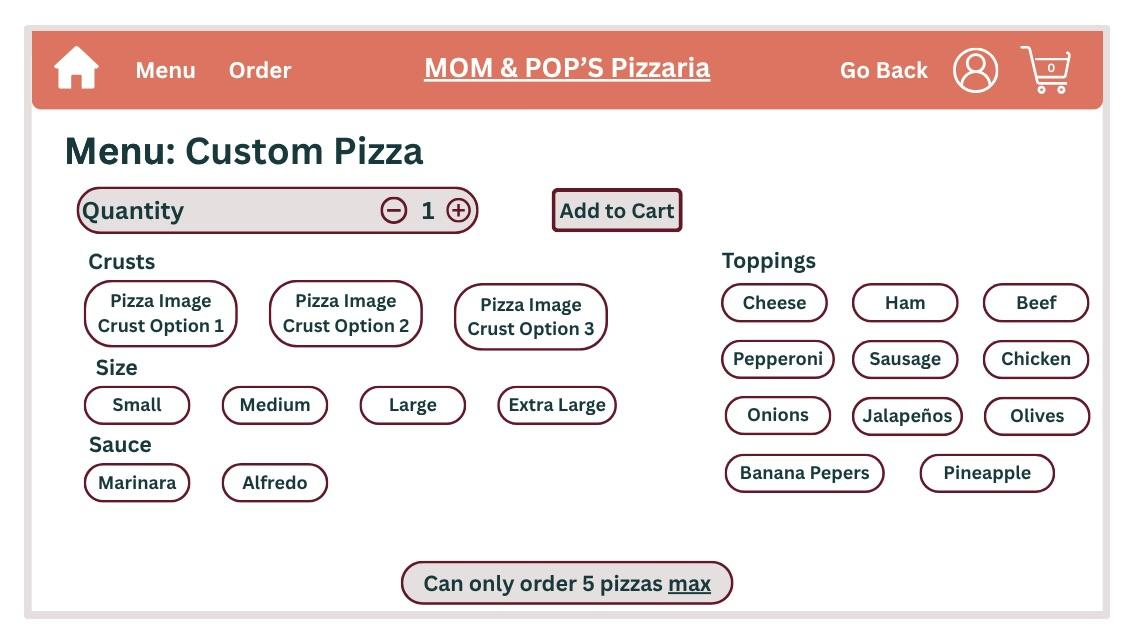 Menu Order MOM & POP’S Pizzaria Go Back 0
Menu: Custom Pizza
Quantity 1 Add to Cart
Crusts
Pizza Image
Crust Option 1
Pizza Image
Crust Option 2
Pizza Image
Crust Option 3
Size
Small Medium Large Extra Large
Sauce
Marinara Alfredo
Toppings
Cheese Ham Beef
Pepperoni Sausage Chicken
Onions Jalapeños Olives
Banana Pepers Pineapple
Can only order 5 pizzas max